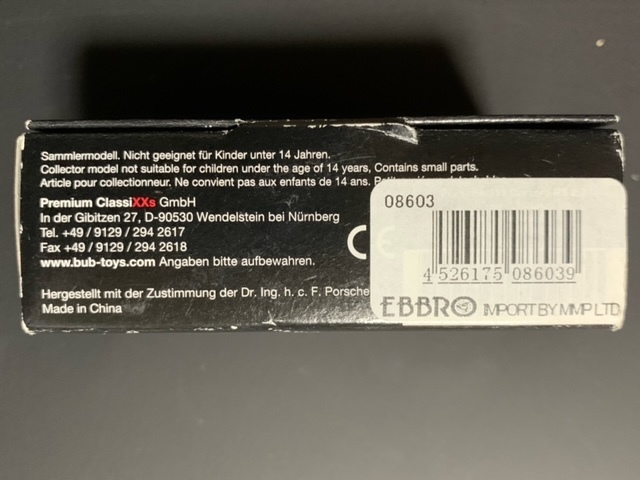 Sammlermodell. Nicht geeignet für Kinder unter 14 Jahren.
Collector model not suitable for children under the age of 14 years, Contains small parts.
Article pour collectionneur. Ne convient pas aux enfants de 14 ans.
Premium ClassiXXs GmbH
In der Gibitzen 27, D-90530 Wendelstein bei Nürnberg
Tel. +49 / 9129 / 294 2617
Fax +49 / 9129 / 294 2618
www.bub-toys.com Angaben bitte aufbewahren.
CE
Hergestellt mit der Zustimmung der Dr. Ing. h. c. F. Porsche
Made in China
08603
4 526175 086039
EBBRO IMPORT BY MMP LTD